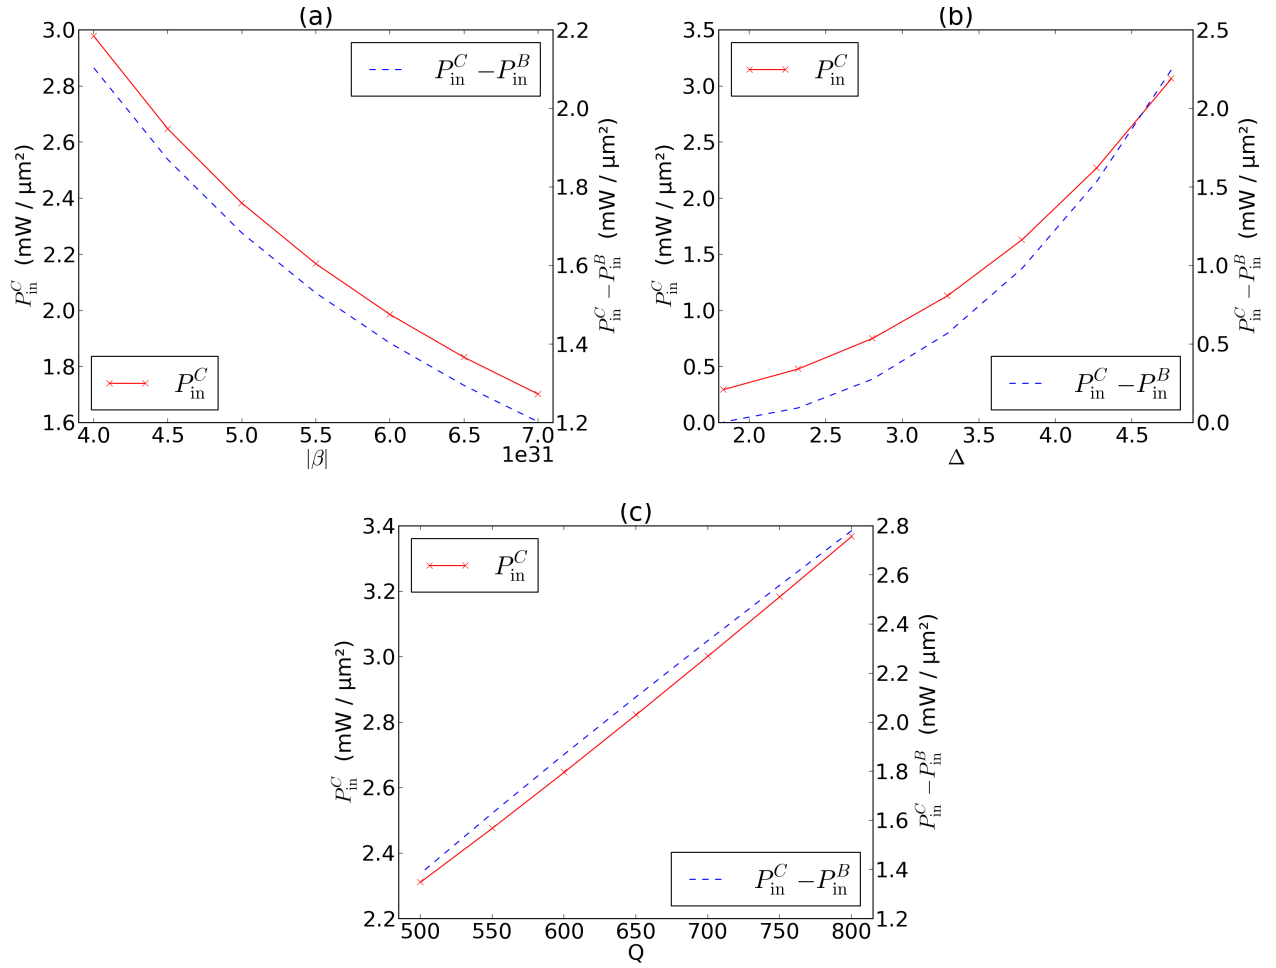 (a)
3.0
2.8
2.6
2.4
2.2
2.0
1.8
1.6
P_in^C (mW / μm²)
P_in^C − P_in^B
P_in^C
2.2
2.0
1.8
1.6
1.4
1.2
P_in^C − P_in^B (mW / μm²)
4.0 4.5 5.0 5.5 6.0 6.5 7.0
1e31
|β|
(b)
3.5
3.0
2.5
2.0
1.5
1.0
0.5
0.0
P_in^C (mW / μm²)
P_in^C
P_in^C − P_in^B
2.5
2.0
1.5
1.0
0.5
0.0
P_in^C − P_in^B (mW / μm²)
2.0 2.5 3.0 3.5 4.0 4.5
Δ
(c)
3.4
3.2
3.0
2.8
2.6
2.4
2.2
P_in^C (mW / μm²)
P_in^C
P_in^C − P_in^B
2.8
2.6
2.4
2.2
2.0
1.8
1.6
1.4
1.2
P_in^C − P_in^B (mW / μm²)
500 550 600 650 700 750 800
Q